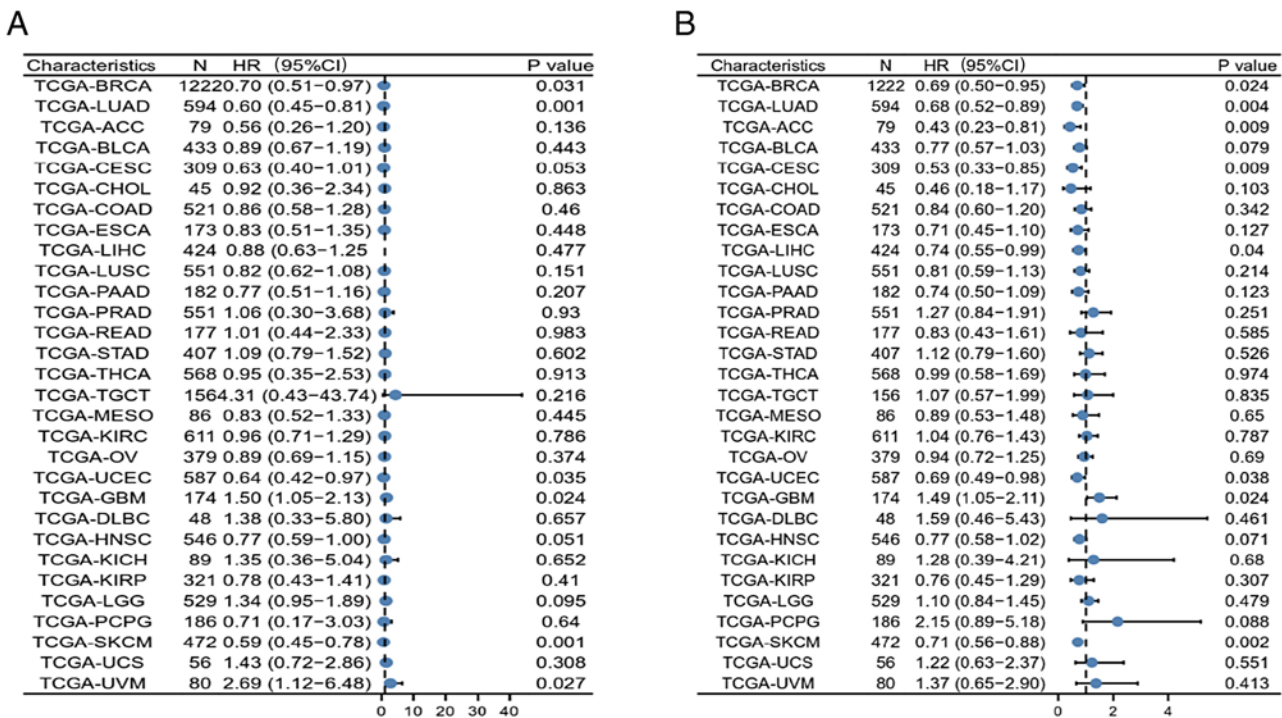 A
Characteristics N HR (95%CI) P value
TCGA-BRCA 12220.70 (0.51−0.97) 0.031
TCGA-LUAD 594 0.60 (0.45−0.81) 0.001
TCGA-ACC 79 0.56 (0.26−1.20) 0.136
TCGA-BLCA 433 0.89 (0.67−1.19) 0.443
TCGA-CESC 309 0.63 (0.40−1.01) 0.053
TCGA-CHOL 45 0.92 (0.36−2.34) 0.863
TCGA-COAD 521 0.86 (0.58−1.28) 0.46
TCGA-ESCA 173 0.83 (0.51−1.35) 0.448
TCGA-LIHC 424 0.88 (0.63−1.25 0.477
TCGA-LUSC 551 0.82 (0.62−1.08) 0.151
TCGA-PAAD 182 0.77 (0.51−1.16) 0.207
TCGA-PRAD 551 1.06 (0.30−3.68) 0.93
TCGA-READ 177 1.01 (0.44−2.33) 0.983
TCGA-STAD 407 1.09 (0.79−1.52) 0.602
TCGA-THCA 568 0.95 (0.35−2.53) 0.913
TCGA-TGCT 1564.31 (0.43−43.74) 0.216
TCGA-MESO 86 0.83 (0.52−1.33) 0.445
TCGA-KIRC 611 0.96 (0.71−1.29) 0.786
TCGA-OV 379 0.89 (0.69−1.15) 0.374
TCGA-UCEC 587 0.64 (0.42−0.97) 0.035
TCGA-GBM 174 1.50 (1.05−2.13) 0.024
TCGA-DLBC 48 1.38 (0.33−5.80) 0.657
TCGA-HNSC 546 0.77 (0.59−1.00) 0.051
TCGA-KICH 89 1.35 (0.36−5.04) 0.652
TCGA-KIRP 321 0.78 (0.43−1.41) 0.41
TCGA-LGG 529 1.34 (0.95−1.89) 0.095
TCGA-PCPG 186 0.71 (0.17−3.03) 0.64
TCGA-SKCM 472 0.59 (0.45−0.78) 0.001
TCGA-UCS 56 1.43 (0.72−2.86) 0.308
TCGA-UVM 80 2.69 (1.12−6.48) 0.027
0 10 20 30 40
B
Characteristics N HR (95%CI) P value
TCGA-BRCA 1222 0.69 (0.50−0.95) 0.024
TCGA-LUAD 594 0.68 (0.52−0.89) 0.004
TCGA-ACC 79 0.43 (0.23−0.81) 0.009
TCGA-BLCA 433 0.77 (0.57−1.03) 0.079
TCGA-CESC 309 0.53 (0.33−0.85) 0.009
TCGA-CHOL 45 0.46 (0.18−1.17) 0.103
TCGA-COAD 521 0.84 (0.60−1.20) 0.342
TCGA-ESCA 173 0.71 (0.45−1.10) 0.127
TCGA-LIHC 424 0.74 (0.55−0.99) 0.04
TCGA-LUSC 551 0.81 (0.59−1.13) 0.214
TCGA-PAAD 182 0.74 (0.50−1.09) 0.123
TCGA-PRAD 551 1.27 (0.84−1.91) 0.251
TCGA-READ 177 0.83 (0.43−1.61) 0.585
TCGA-STAD 407 1.12 (0.79−1.60) 0.526
TCGA-THCA 568 0.99 (0.58−1.69) 0.974
TCGA-TGCT 156 1.07 (0.57−1.99) 0.835
TCGA-MESO 86 0.89 (0.53−1.48) 0.65
TCGA-KIRC 611 1.04 (0.76−1.43) 0.787
TCGA-OV 379 0.94 (0.72−1.25) 0.69
TCGA-UCEC 587 0.69 (0.49−0.98) 0.038
TCGA-GBM 174 1.49 (1.05−2.11) 0.024
TCGA-DLBC 48 1.59 (0.46−5.43) 0.461
TCGA-HNSC 546 0.77 (0.58−1.02) 0.071
TCGA-KICH 89 1.28 (0.39−4.21) 0.68
TCGA-KIRP 321 0.76 (0.45−1.29) 0.307
TCGA-LGG 529 1.10 (0.84−1.45) 0.479
TCGA-PCPG 186 2.15 (0.89−5.18) 0.088
TCGA-SKCM 472 0.71 (0.56−0.88) 0.002
TCGA-UCS 56 1.22 (0.63−2.37) 0.551
TCGA-UVM 80 1.37 (0.65−2.90) 0.413
0 2 4